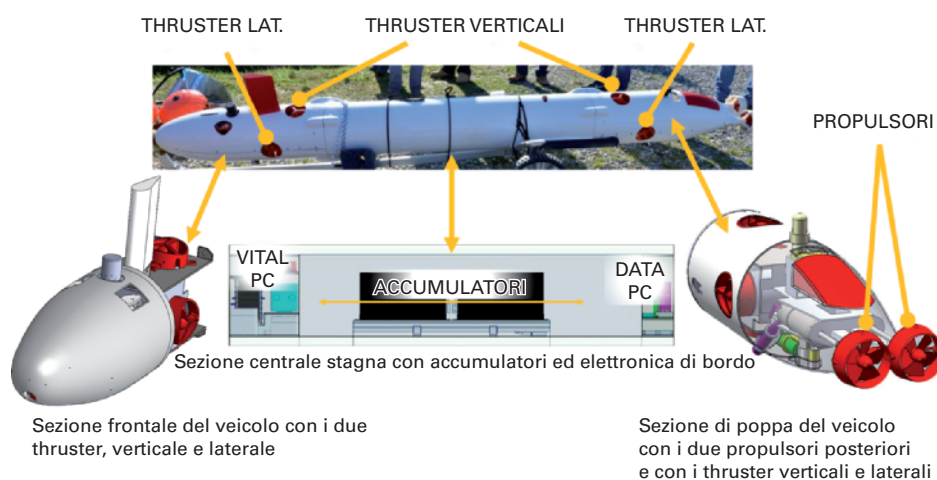 THRUSTER LAT.
THRUSTER VERTICALI
THRUSTER LAT.
PROPULSORI
VITAL
PC
ACCUMULATORI
DATA
PC
Sezione centrale stagna con accumulatori ed elettronica di bordo
Sezione frontale del veicolo con i due
thruster, verticale e laterale
Sezione di poppa del veicolo
con i due propulsori posteriori
e con i thruster verticali e laterali